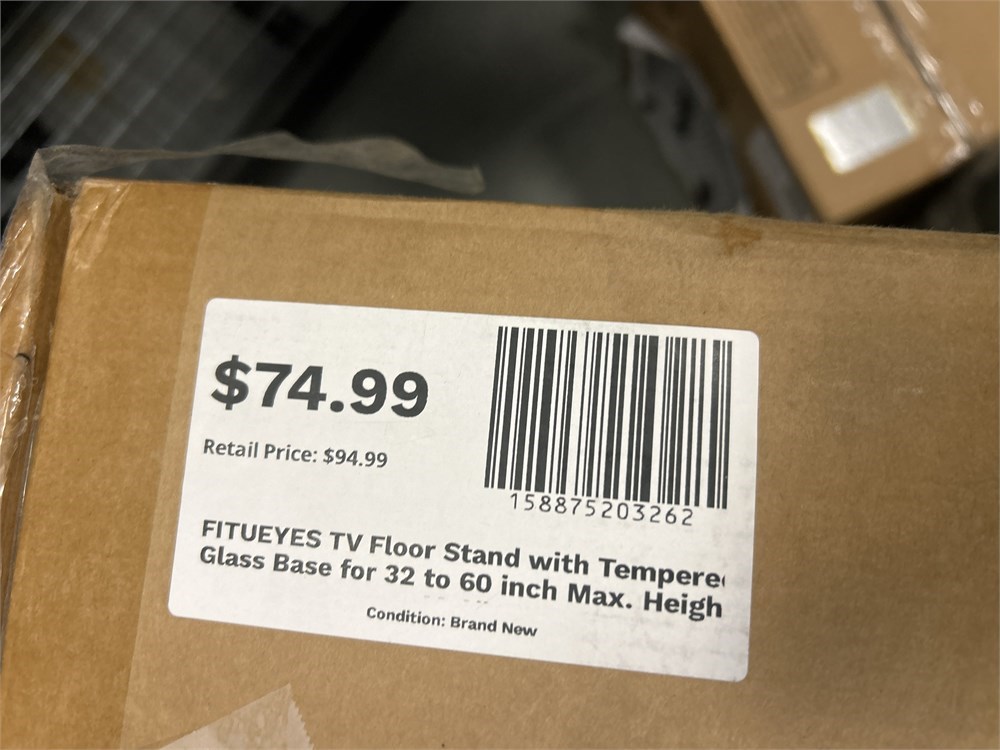 $74.99
Retail Price: $94.99
158875203262
FITUEYES TV Floor Stand with Tempere
Glass Base for 32 to 60 inch Max. Heigh
Condition: Brand New